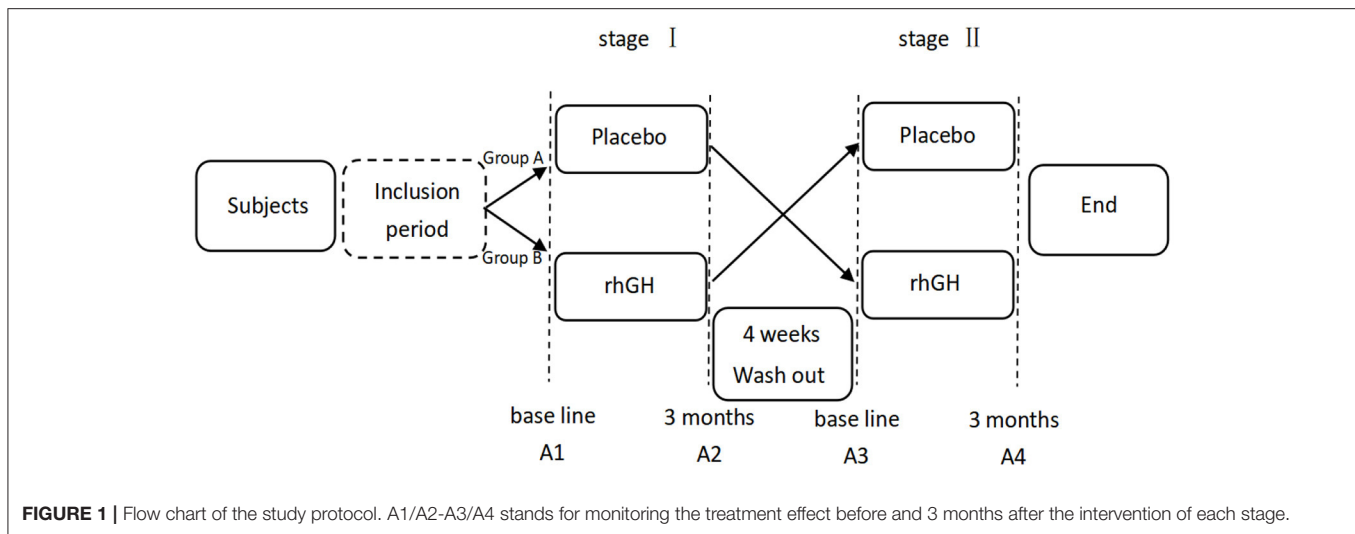 stage Ⅰ
stage Ⅱ
Placebo
Placebo
Group A
Subjects
Inclusion
period
End
Group B
rhGH
rhGH
4 weeks
Wash out
base line
3 months
base line
3 months
A1
A2
A3
A4
FIGURE 1 | Flow chart of the study protocol. A1/A2-A3/A4 stands for monitoring the treatment effect before and 3 months after the intervention of each stage.